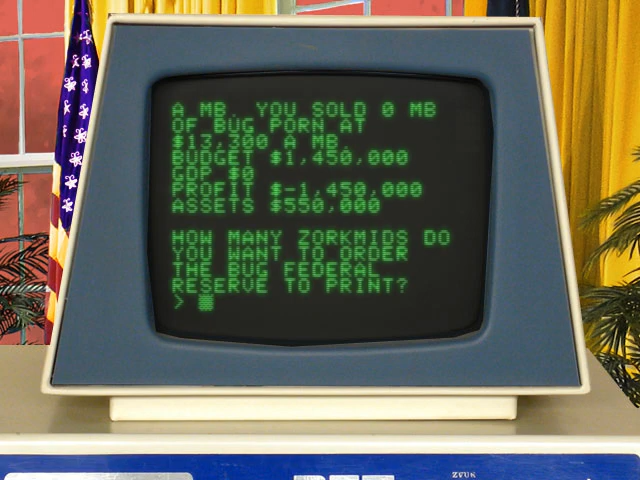 A MB. YOU SOLD 0 MB
OF BUG PORN AT
$13,300 A MB.
BUDGET $1,450,000
GDP $0
PROFIT $-1,450,000
ASSETS $550,000
HOW MANY ZORKMIDS DO
YOU WANT TO ORDER
THE BUG FEDERAL
RESERVE TO PRINT?
>